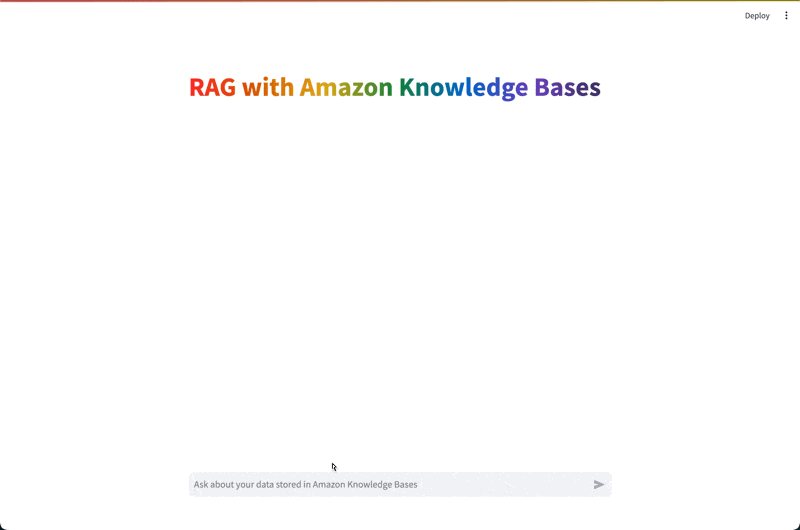 Deploy
RAG with Amazon Knowledge Bases
Ask about your data stored in Amazon Knowledge Bases